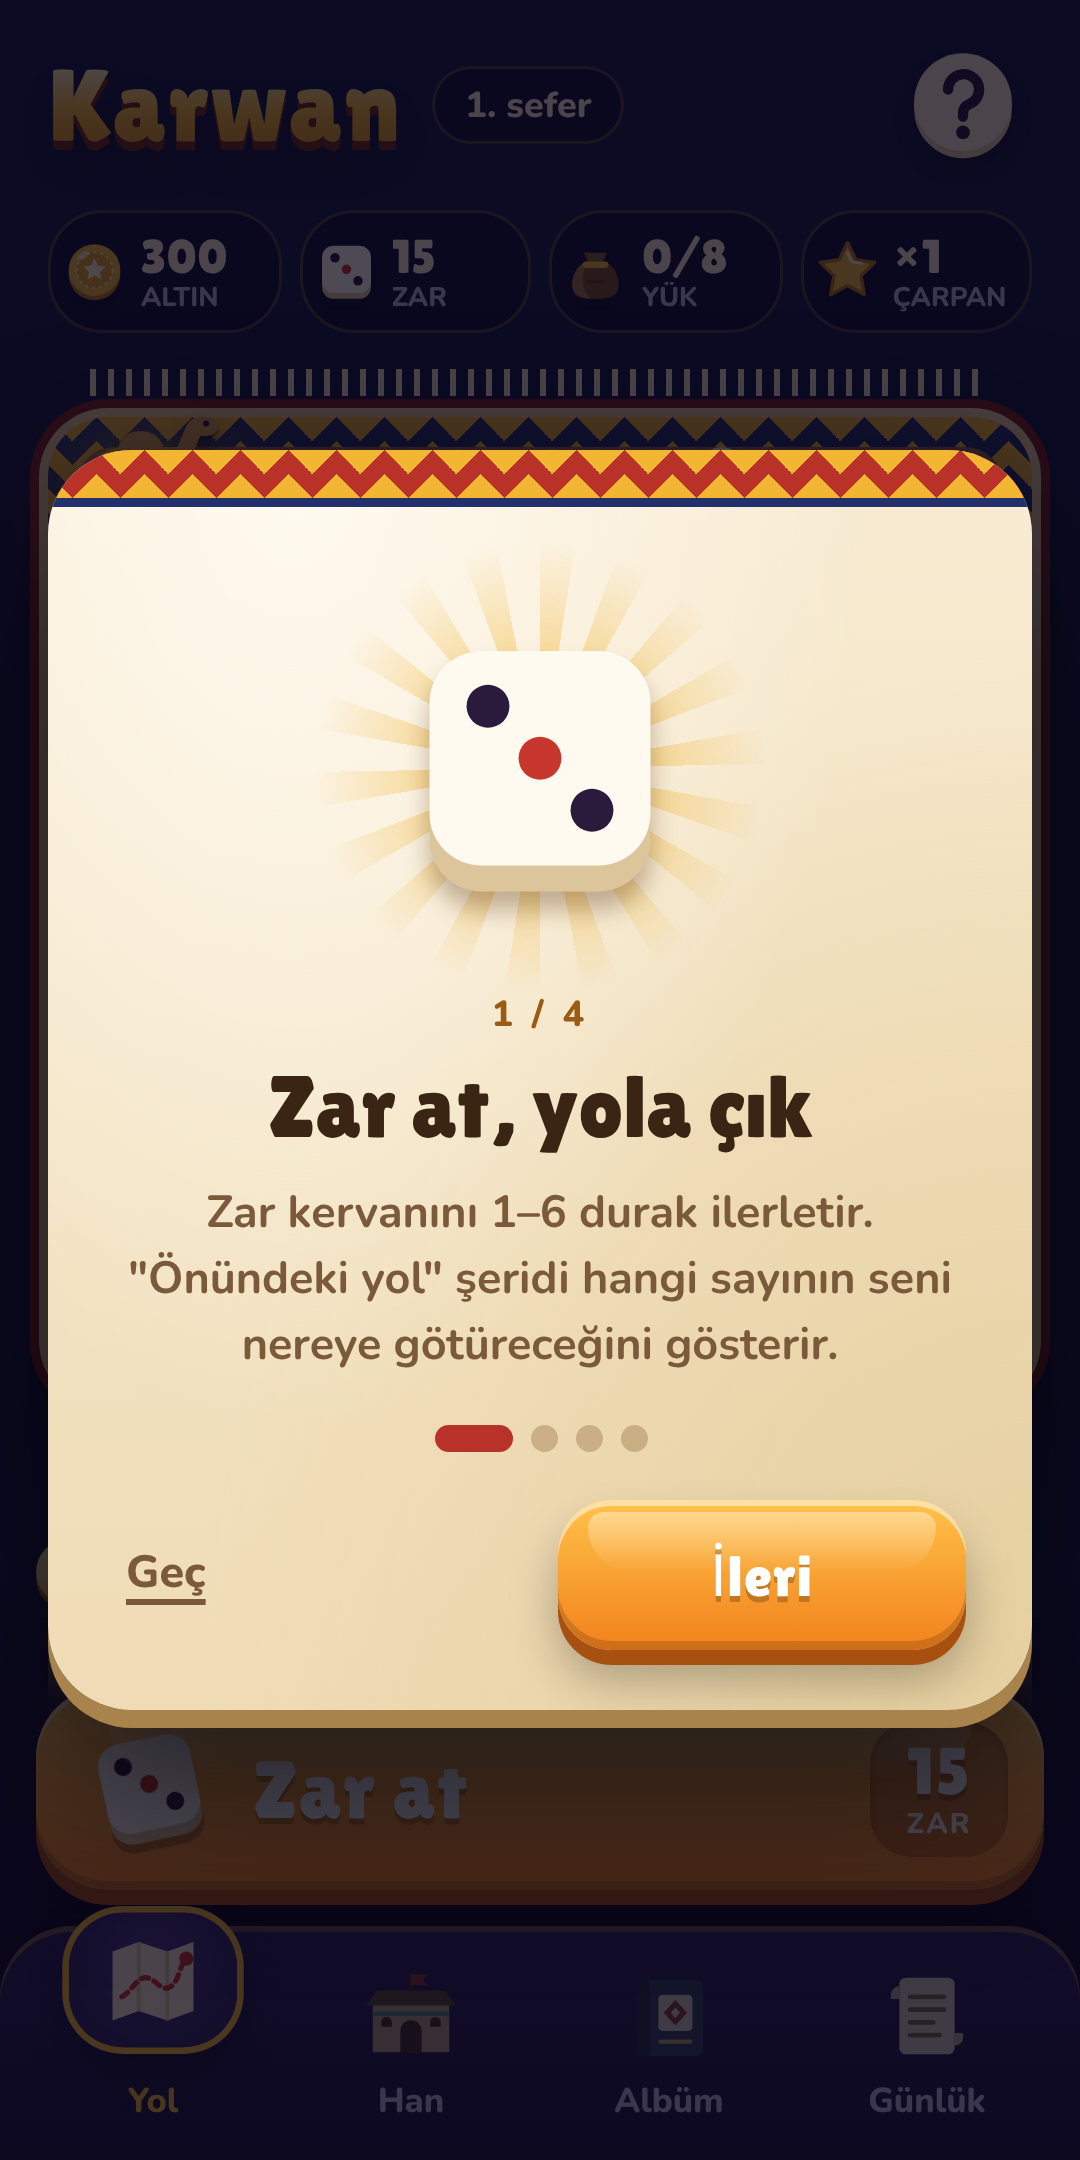 Karwan
1. sefer
?
300
ALTIN
15
ZAR
0/8
YÜK
×1
ÇARPAN
1 / 4
Zar at, yola çık
Zar kervanını 1–6 durak ilerletir.
"Önündeki yol" şeridi hangi sayının seni
nereye götüreceğini gösterir.
Geç
İleri
Zar at
15
ZAR
Yol
Han
Albüm
Günlük